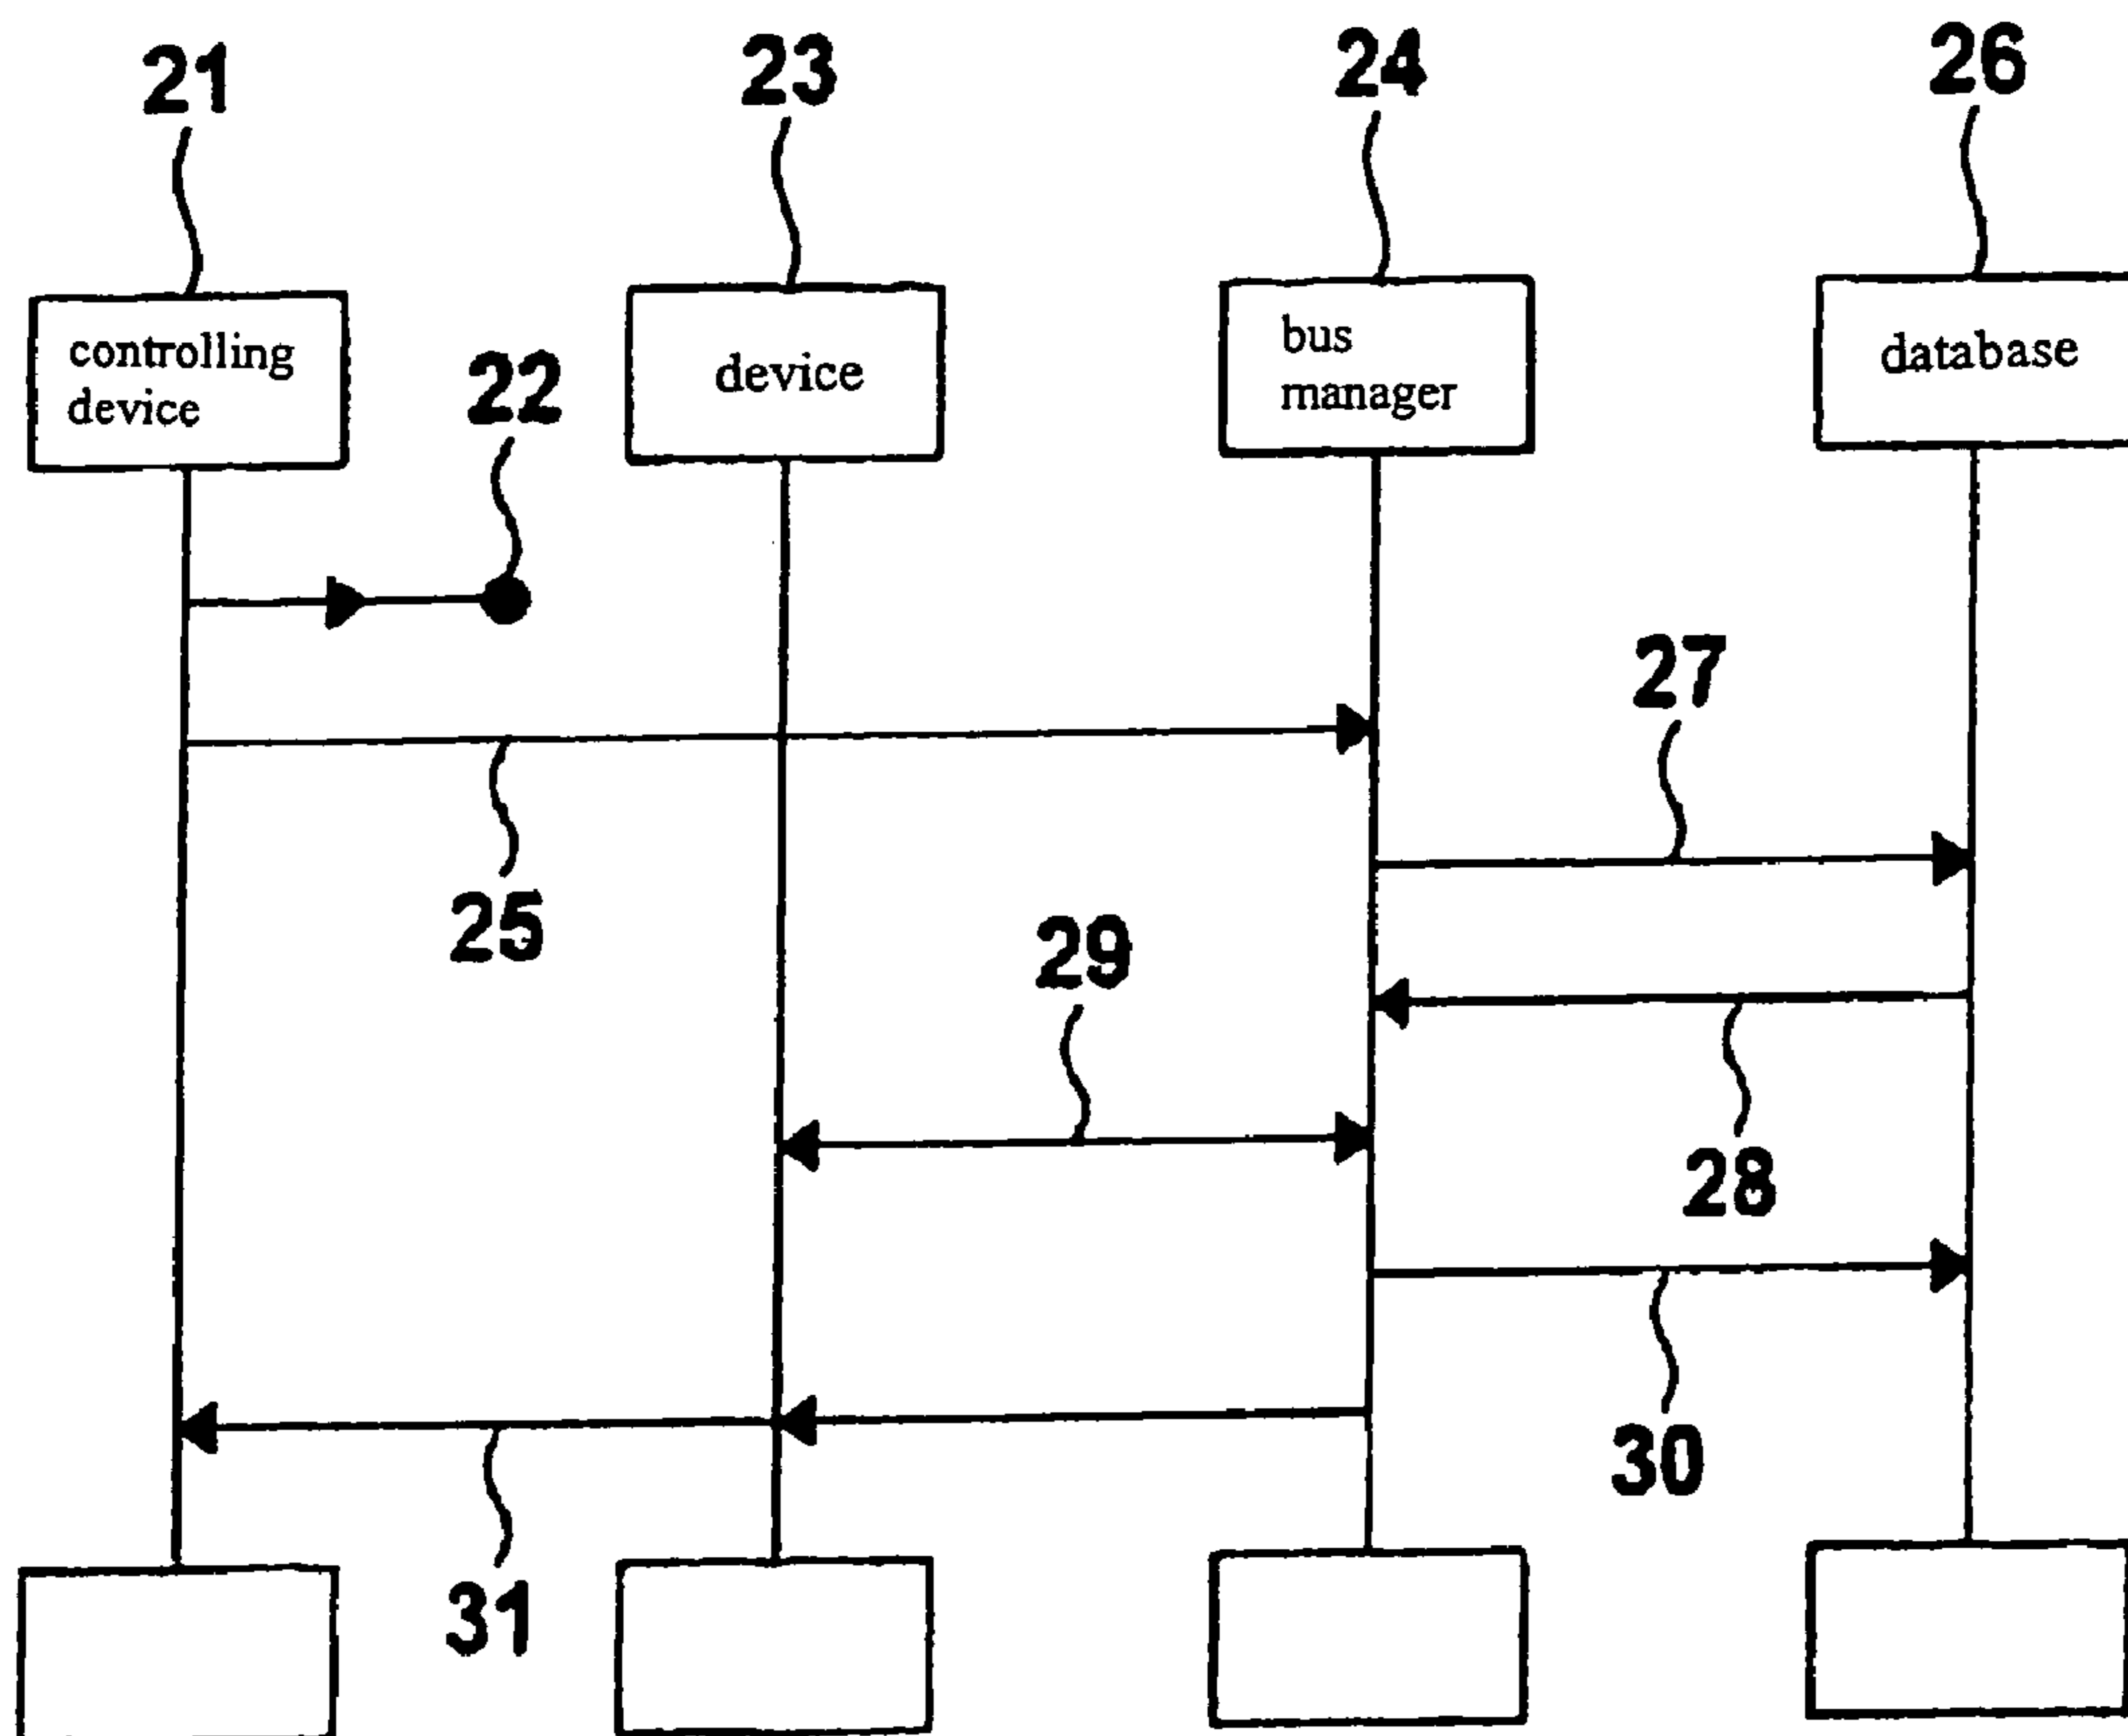 21
23
24
26
controlling
device
device
bus
manager
database
22
27
25
29
28
30
31